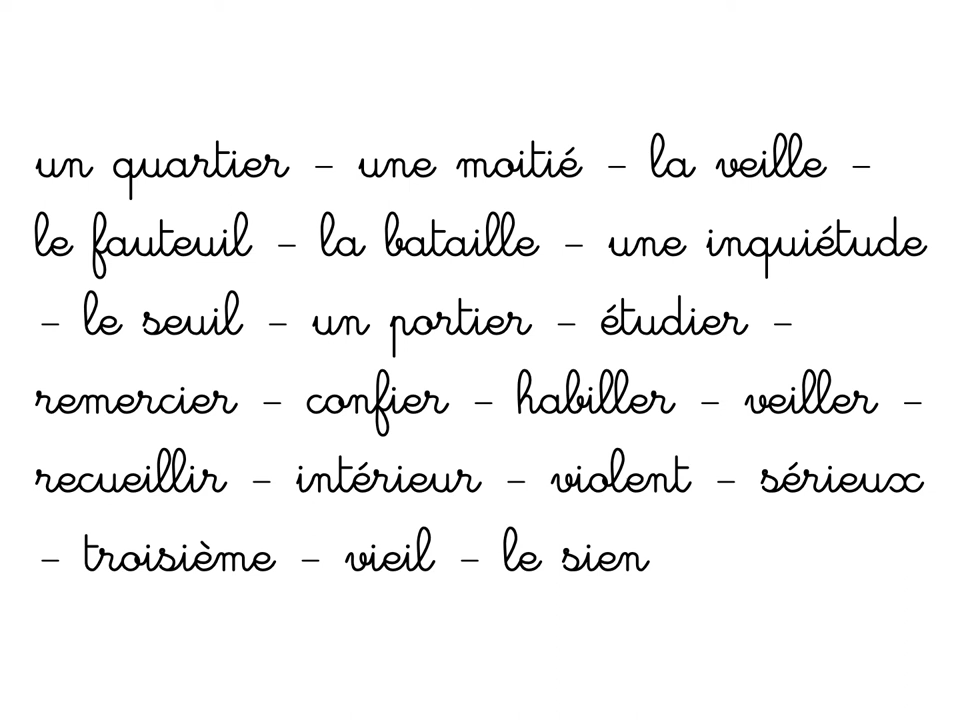 un quartier – une moitié – la veille –
le fauteuil – la bataille – une inquiétude
– le seuil – un portier – étudier –
remercier – confier – habiller – veiller –
recueillir – intérieur – violent – sérieux
– troisième – vieil – le sien